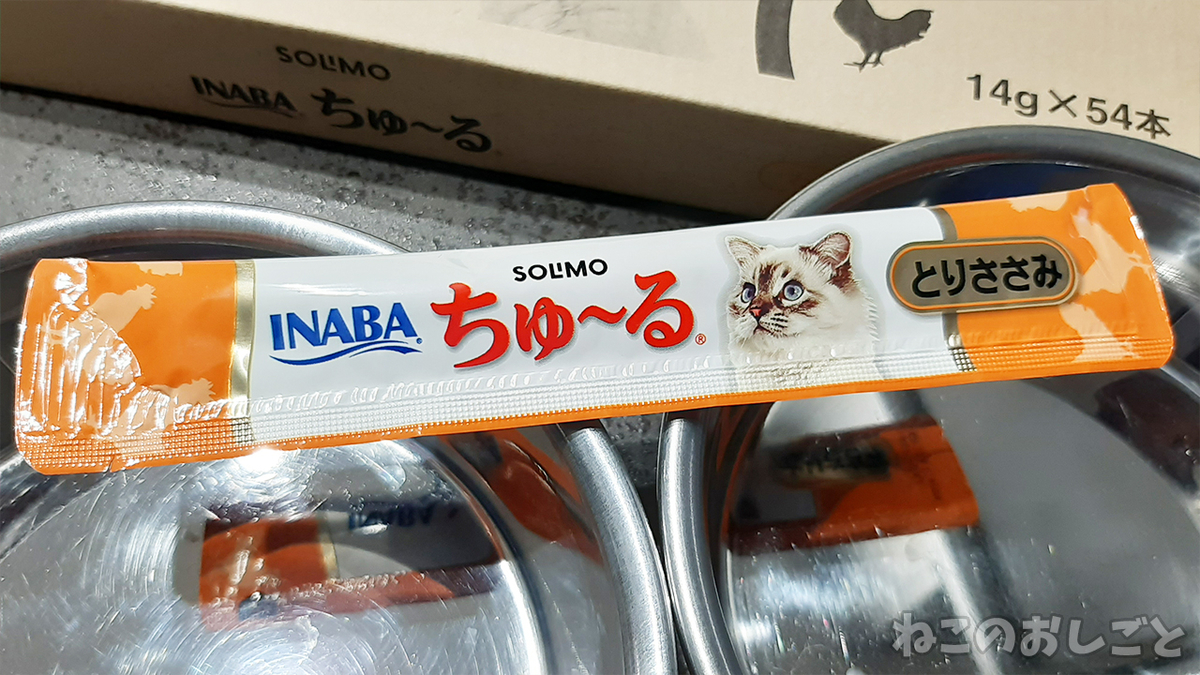 SOLIMO
INABA ちゅ~る
14g×54本
SOLIMO
INABA® ちゅ~る®
とりささみ
INABA
ねこのおしごと